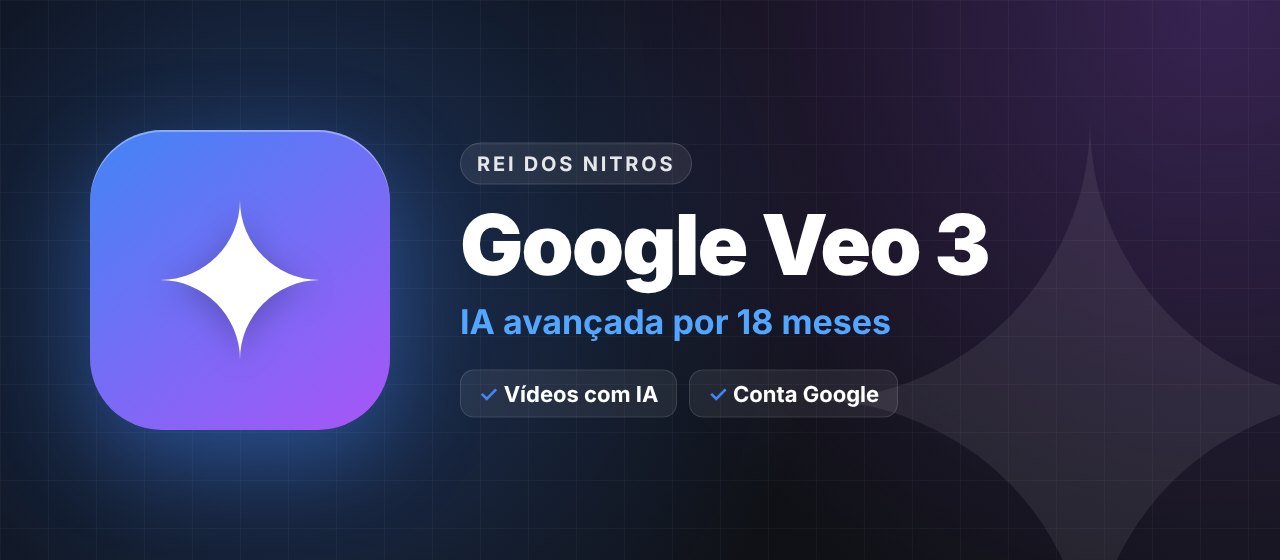 REI DOS NITROS
Google Veo 3
IA avançada por 18 meses
✓ Vídeos com IA ✓ Conta Google